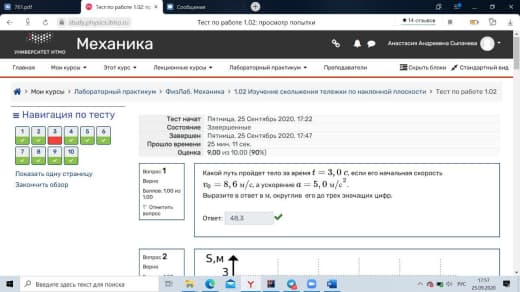 761.pdf
Тест по работе 1.02: пр
Сообщения
study.physics.itmo.ru
Тест по работе 1.02: просмотр попытки
14 отзывов
УНИВЕРСИТЕТ ИТМО
Механика
Анастасия Андреевна Сыпачева
Главная Мои курсы Этот курс Лекционные курсы Лабораторный практикум Преподаватели Скрыть блоки Стандартный вид
Мои курсы > Лабораторный практикум > ФизЛаб. Механика > 1.02 Изучение скольжения тележки по наклонной плоскости > Тест по работе 1.02
Навигация по тесту
1 2 3 4 5 6
7 8 9 10
Показать одну страницу
Закончить обзор
Тест начат Пятница, 25 Сентябрь 2020, 17:22
Состояние Завершенные
Завершен Пятница, 25 Сентябрь 2020, 17:47
Прошло времени 25 мин. 11 сек.
Оценка 9,00 из 10,00 (90%)
Вопрос 1
Верно
Баллов: 1,00 из 1,00
Отметить вопрос
Какой путь пройдет тело за время t = 3, 0 с, если его начальная скорость
v₀ = 8, 6 м/с, а ускорение a = 5, 0 м/с².
Выразите в ответ в м, округлив его до трех значащих цифр.
Ответ: 48,3
Вопрос 2
Верно
S,м
3
Введите здесь текст для поиска
РУС
17:57
25.09.2020